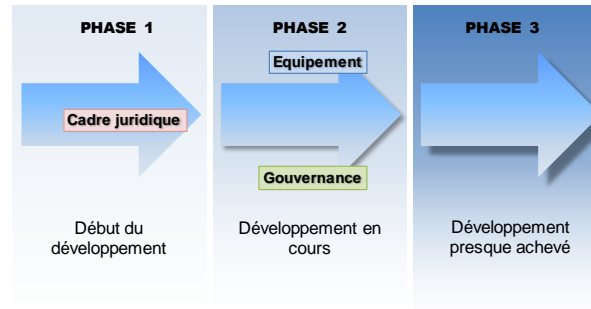 PHASE 1
Cadre juridique
Début du
développement
PHASE 2
Equipement
Gouvernance
Développement en
cours
PHASE 3
Développement
presque achevé